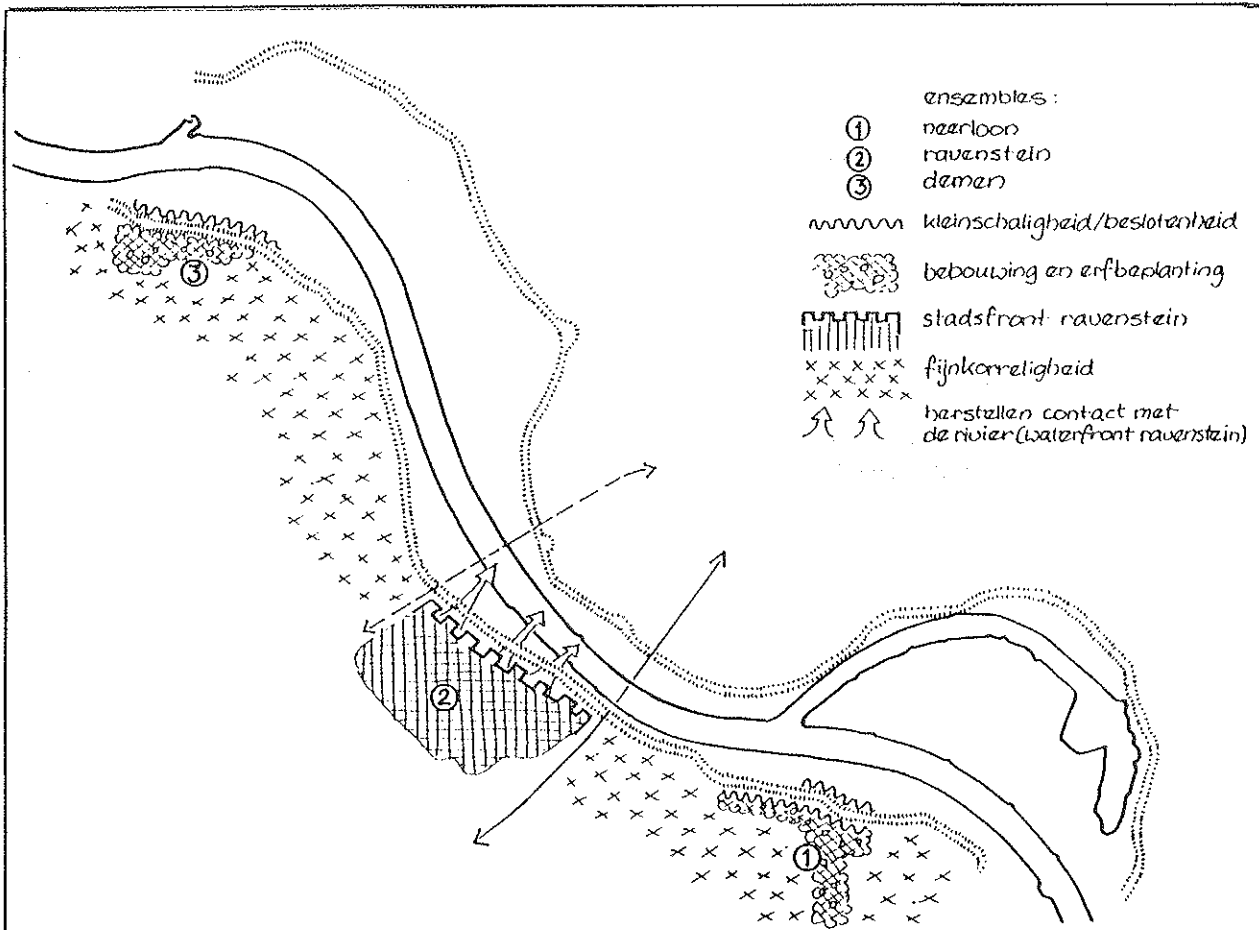 ensembles:
① neerloon
② ravenstein
③ demen
kleinschaligheid/beslotenheid
bebouwing en erfbeplanting
stadsfront ravenstein
fijnkorreligheid
herstellen contact met
de rivier (waterfront ravenstein)
③
②
①